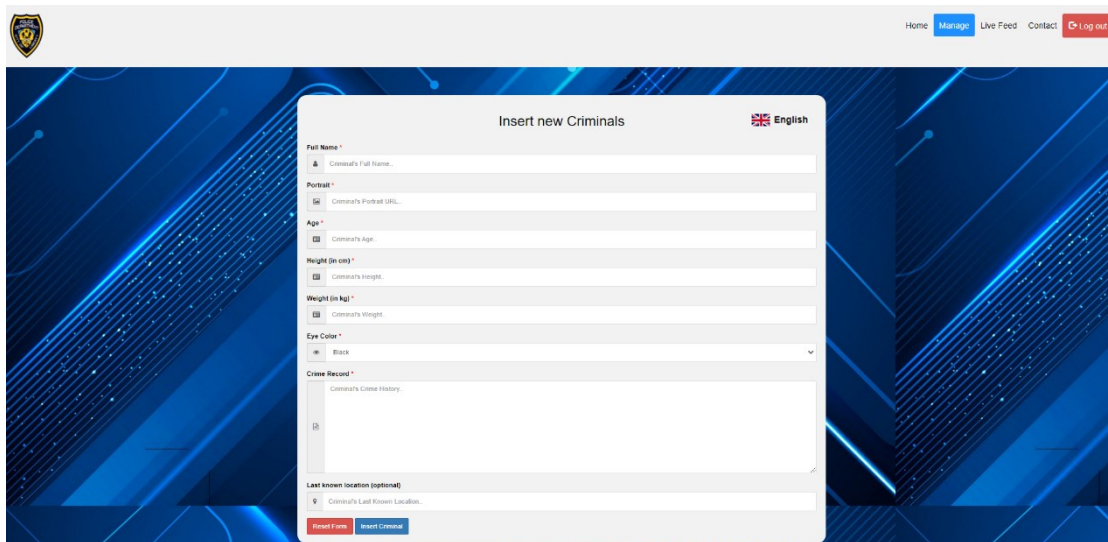 POLICE
DEPARTMENT
Home Manage Live Feed Contact Log out
Insert new Criminals
English
Full Name *
Criminal's Full Name..
Portrait *
Criminal's Portrait URL..
Age *
Criminal's Age..
Height (in cm) *
Criminal's Height..
Weight (in kg) *
Criminal's Weight..
Eye Color *
Black
Crime Record *
Criminal's Crime History..
Last known location (optional)
Criminal's Last Known Location..
Reset Form Insert Criminal